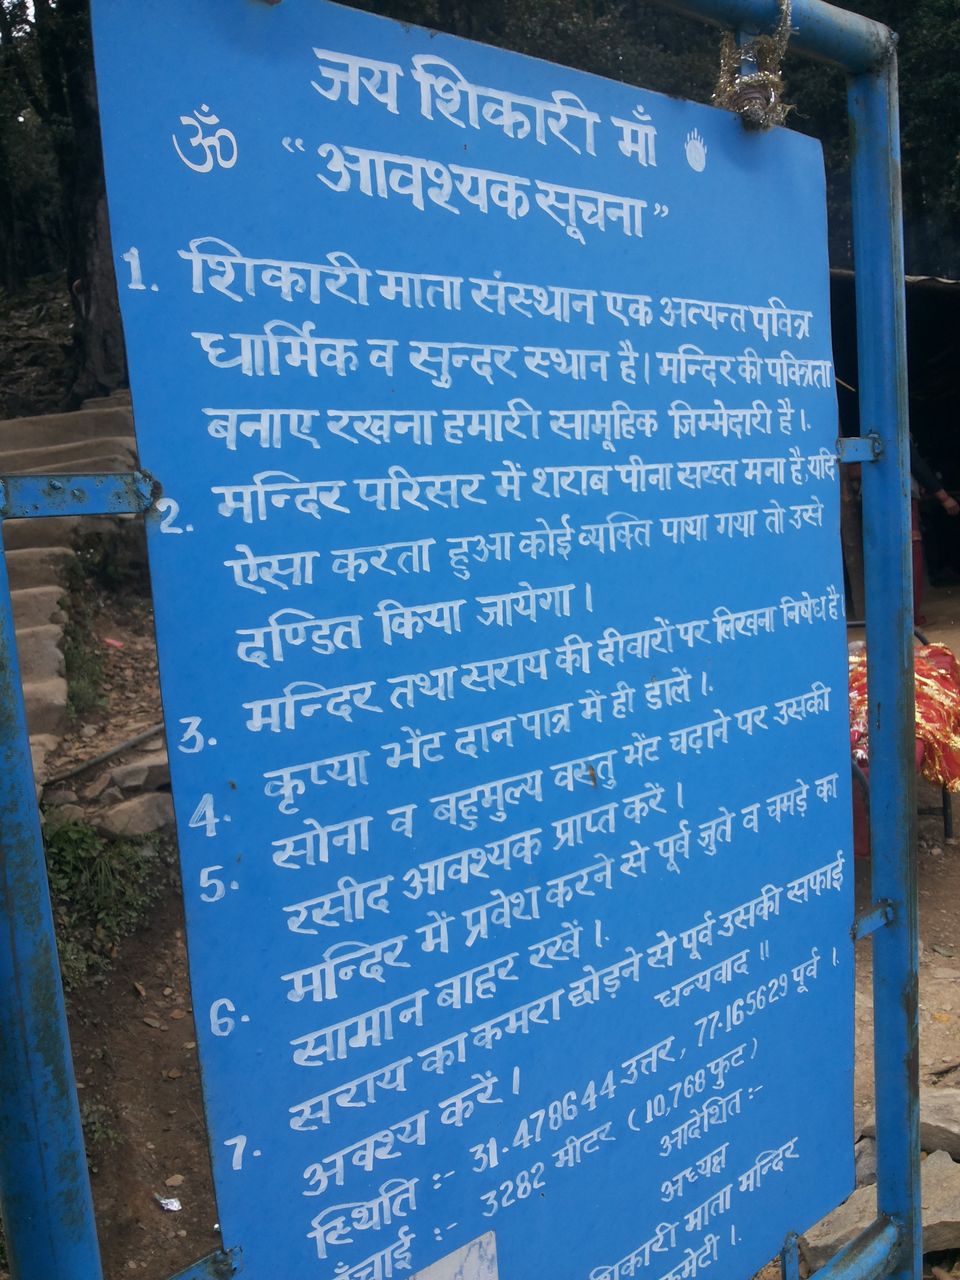 जय शिकारी माँ
ॐ
“आवश्यक सूचना”
1. शिकारी माता संस्थान एक अत्यन्त पवित्र
धार्मिक व सुन्दर स्थान है। मन्दिर की पवित्रता
बनाए रखना हमारी सामूहिक जिम्मेदारी है।
2. मन्दिर परिसर में शराब पीना सख्त मना है, यदि
ऐसा करता हुआ कोई व्यक्ति पाया गया तो उसे
दण्डित किया जायेगा।
3. मन्दिर तथा सराय की दीवारों पर लिखना निषेध है।
4. कृप्या भेंट दान पात्र में ही डालें।
5. सोना व बहुमुल्य वस्तु भेंट चढ़ाने पर उसकी
रसीद आवश्यक प्राप्त करें।
6. मन्दिर में प्रवेश करने से पूर्व जुते व चमड़े का
सामान बाहर रखें।
7. सराय का कमरा छोड़ने से पूर्व उसकी सफाई
अवश्य करें। धन्यवाद॥
स्थिति :- 31.478644 उत्तर, 77.165629 पूर्व।
ऊँचाई :- 3282 मीटर (10,768 फुट)
आदेशित :-
अध्यक्ष
शिकारी माता मन्दिर
कमेटी।